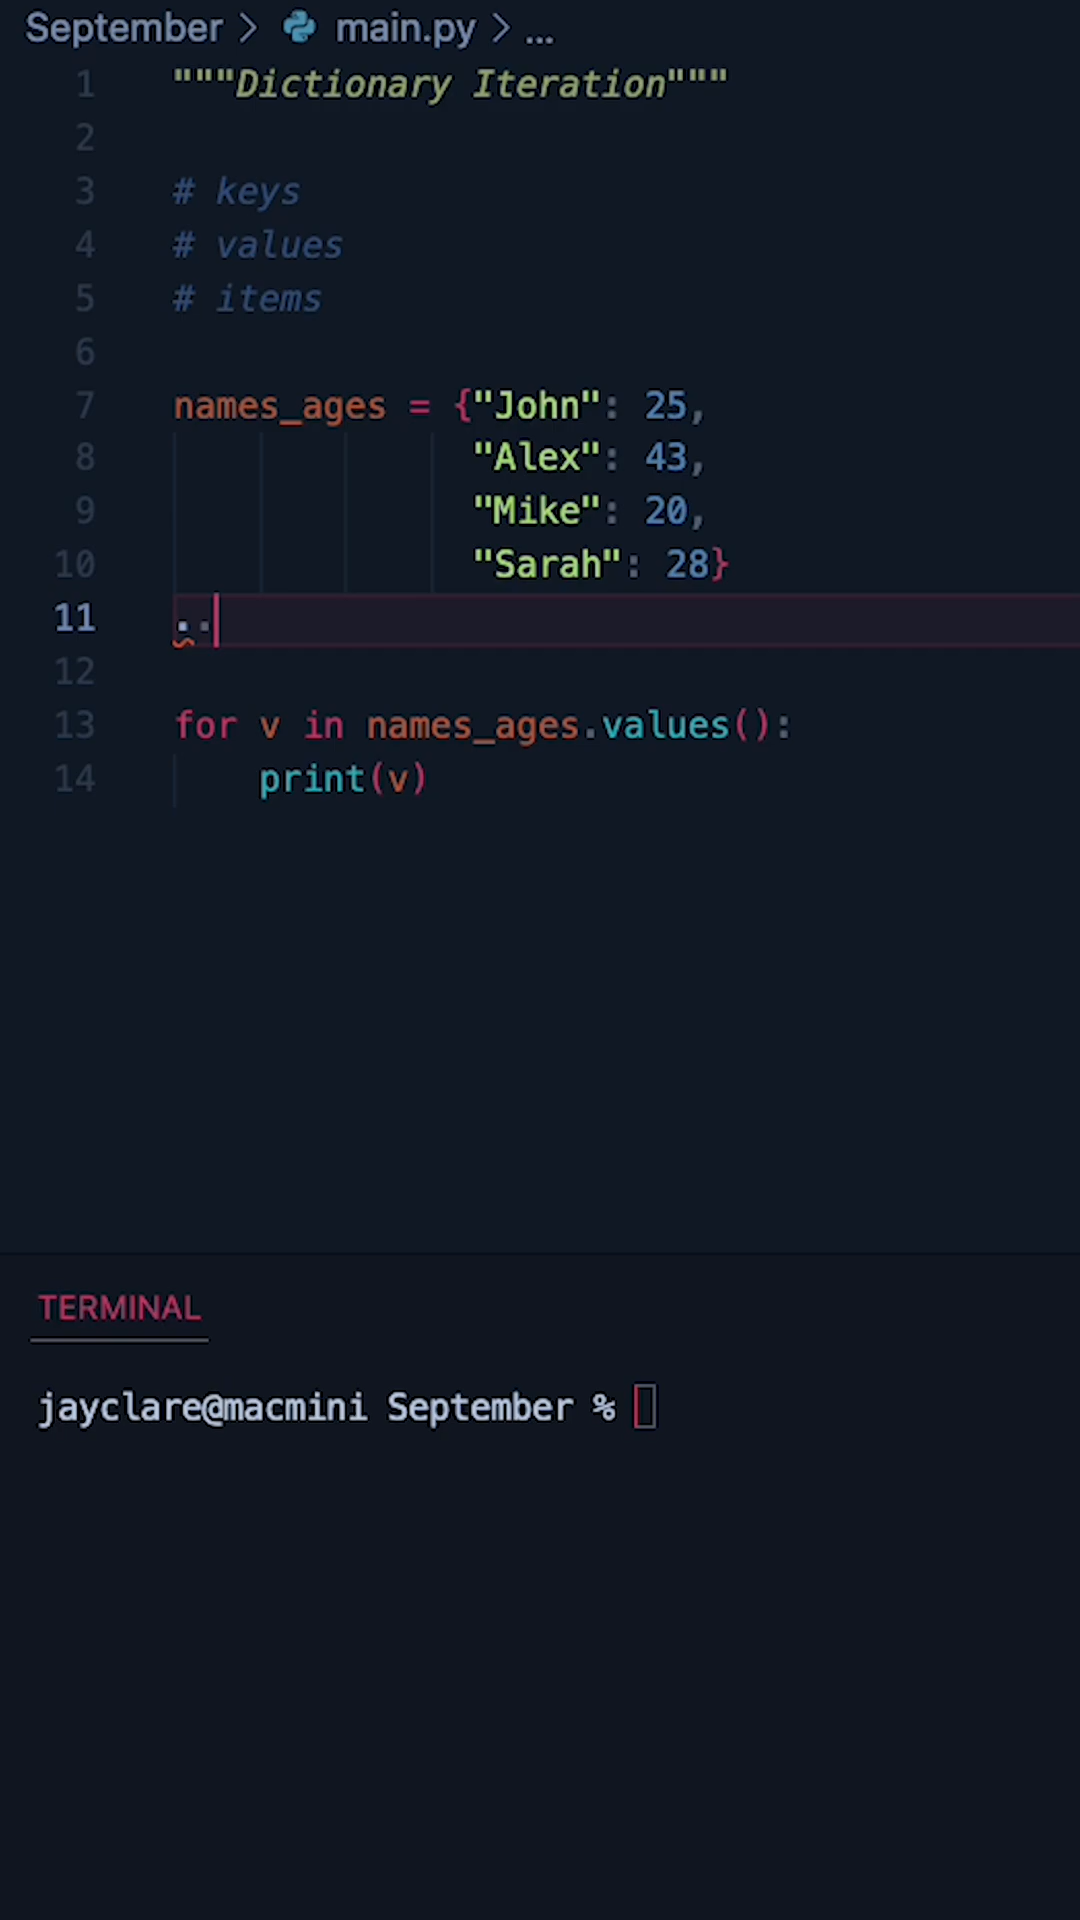 September > main.py > ...
1 """Dictionary Iteration"""
2
3 # keys
4 # values
5 # items
6
7 names_ages = {"John": 25,
8 "Alex": 43,
9 "Mike": 20,
10 "Sarah": 28}
11 ..
12
13 for v in names_ages.values():
14 print(v)
TERMINAL
jayclare@macmini September %